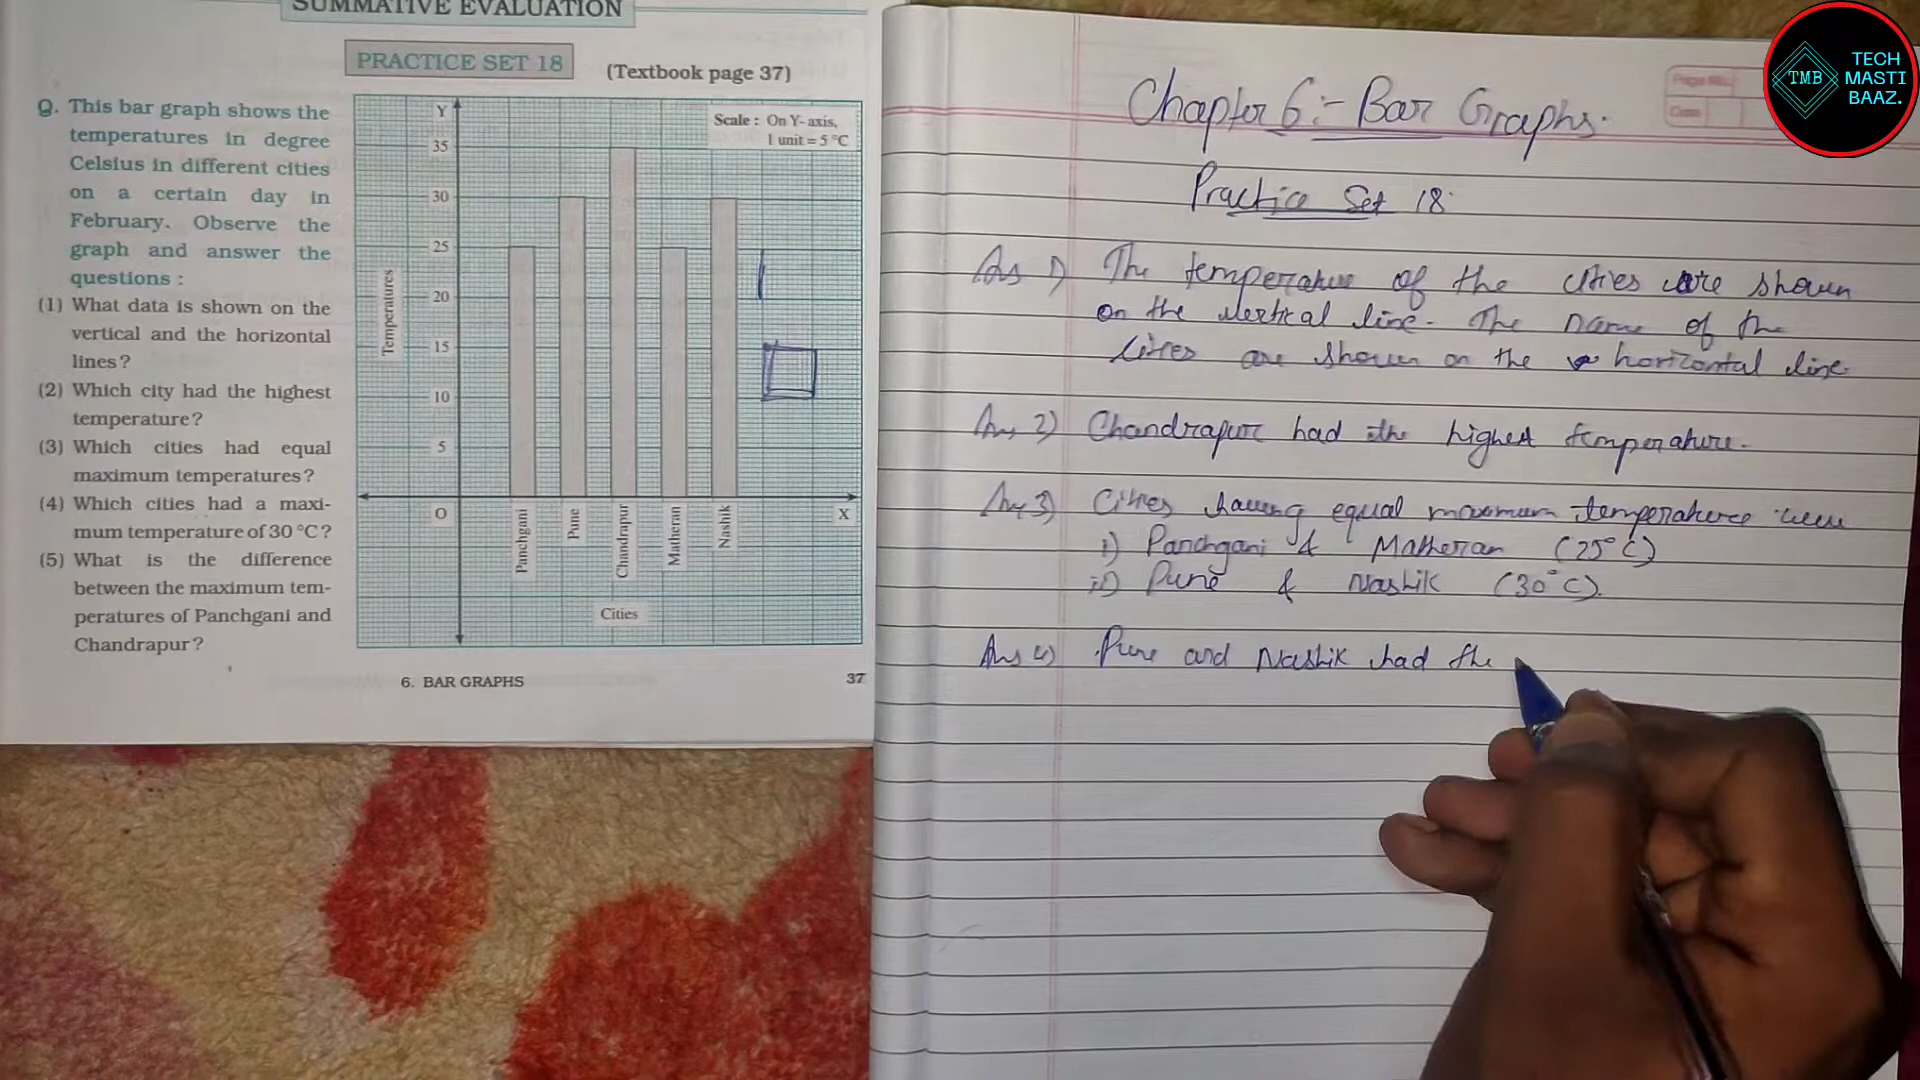 SUMMATIVE EVALUATION
PRACTICE SET 18
(Textbook page 37)
Q. This bar graph shows the
temperatures in degree
Celsius in different cities
on a certain day in
February. Observe the
graph and answer the
questions :
(1) What data is shown on the
vertical and the horizontal
lines?
(2) Which city had the highest
temperature?
(3) Which cities had equal
maximum temperatures?
(4) Which cities had a maxi-
mum temperature of 30 °C?
(5) What is the difference
between the maximum tem-
peratures of Panchgani and
Chandrapur?
Y
Scale : On Y- axis,
1 unit = 5 °C
35
30
25
20
15
10
5
O
X
Temperatures
Panchgani
Pune
Chandrapur
Matheran
Nashik
Cities
6. BAR GRAPHS
37
Chapter 6:- Bar Graphs.
Practice Set 18.
Ans 1) The temperature of the cities are shown
on the vertical line. The name of the
cities are shown on the horizontal line.
Ans 2) Chandrapur had the highest temperature.
Ans 3) Cities having equal maximum temperatures were
i) Panchgani & Matheran (25°C)
ii) Pune & Nashik (30°C).
Ans 4) Pune and Nashik had the
TMB
TECH
MASTI
BAAZ.
Page No.
Date